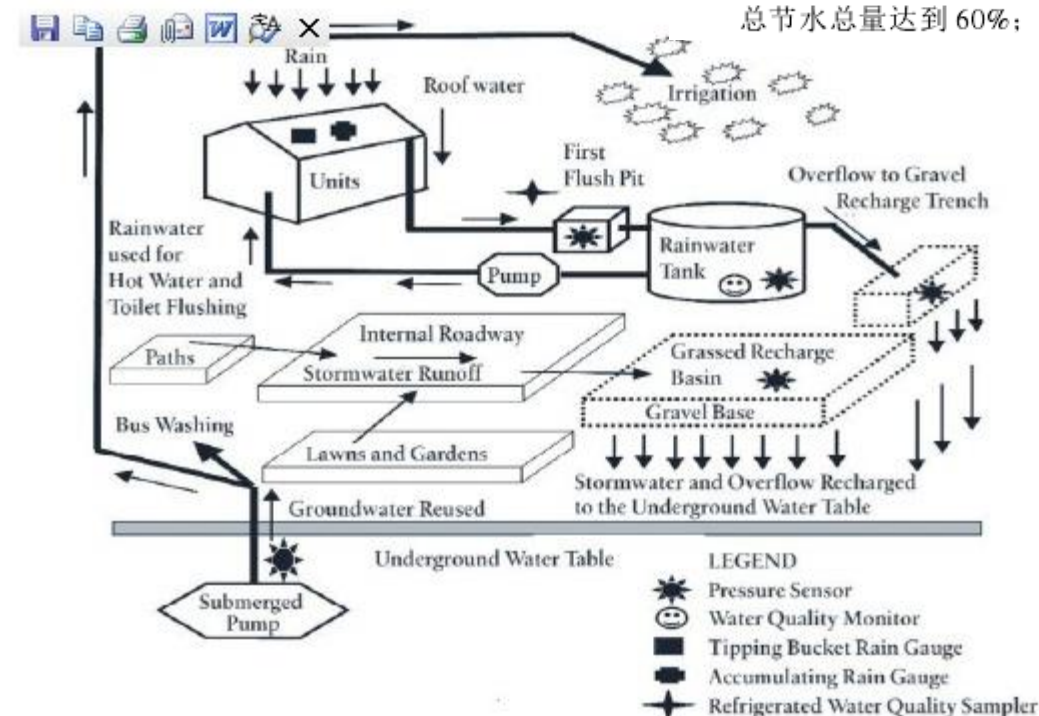 总节水总量达到 60%；
Rain
Roof water
Irrigation
Units
First
Flush Pit
Overflow to Gravel
Recharge Trench
Rainwater
used for
Hot Water and
Toilet Flushing
Rainwater
Tank
Pump
Internal Roadway
Paths
Stormwater Runoff
Grassed Recharge
Basin
Gravel Base
Bus Washing
Lawns and Gardens
Stormwater and Overflow Recharged
to the Underground Water Table
Groundwater Reused
Underground Water Table
Submerged
Pump
LEGEND
Pressure Sensor
Water Quality Monitor
Tipping Bucket Rain Gauge
Accumulating Rain Gauge
Refrigerated Water Quality Sampler